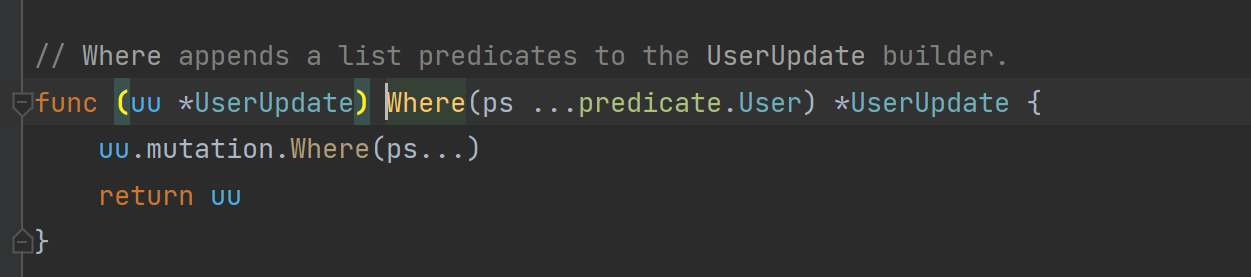 // Where appends a list predicates to the UserUpdate builder.
func (uu *UserUpdate) Where(ps ...predicate.User) *UserUpdate {
    uu.mutation.Where(ps...)
    return uu
}